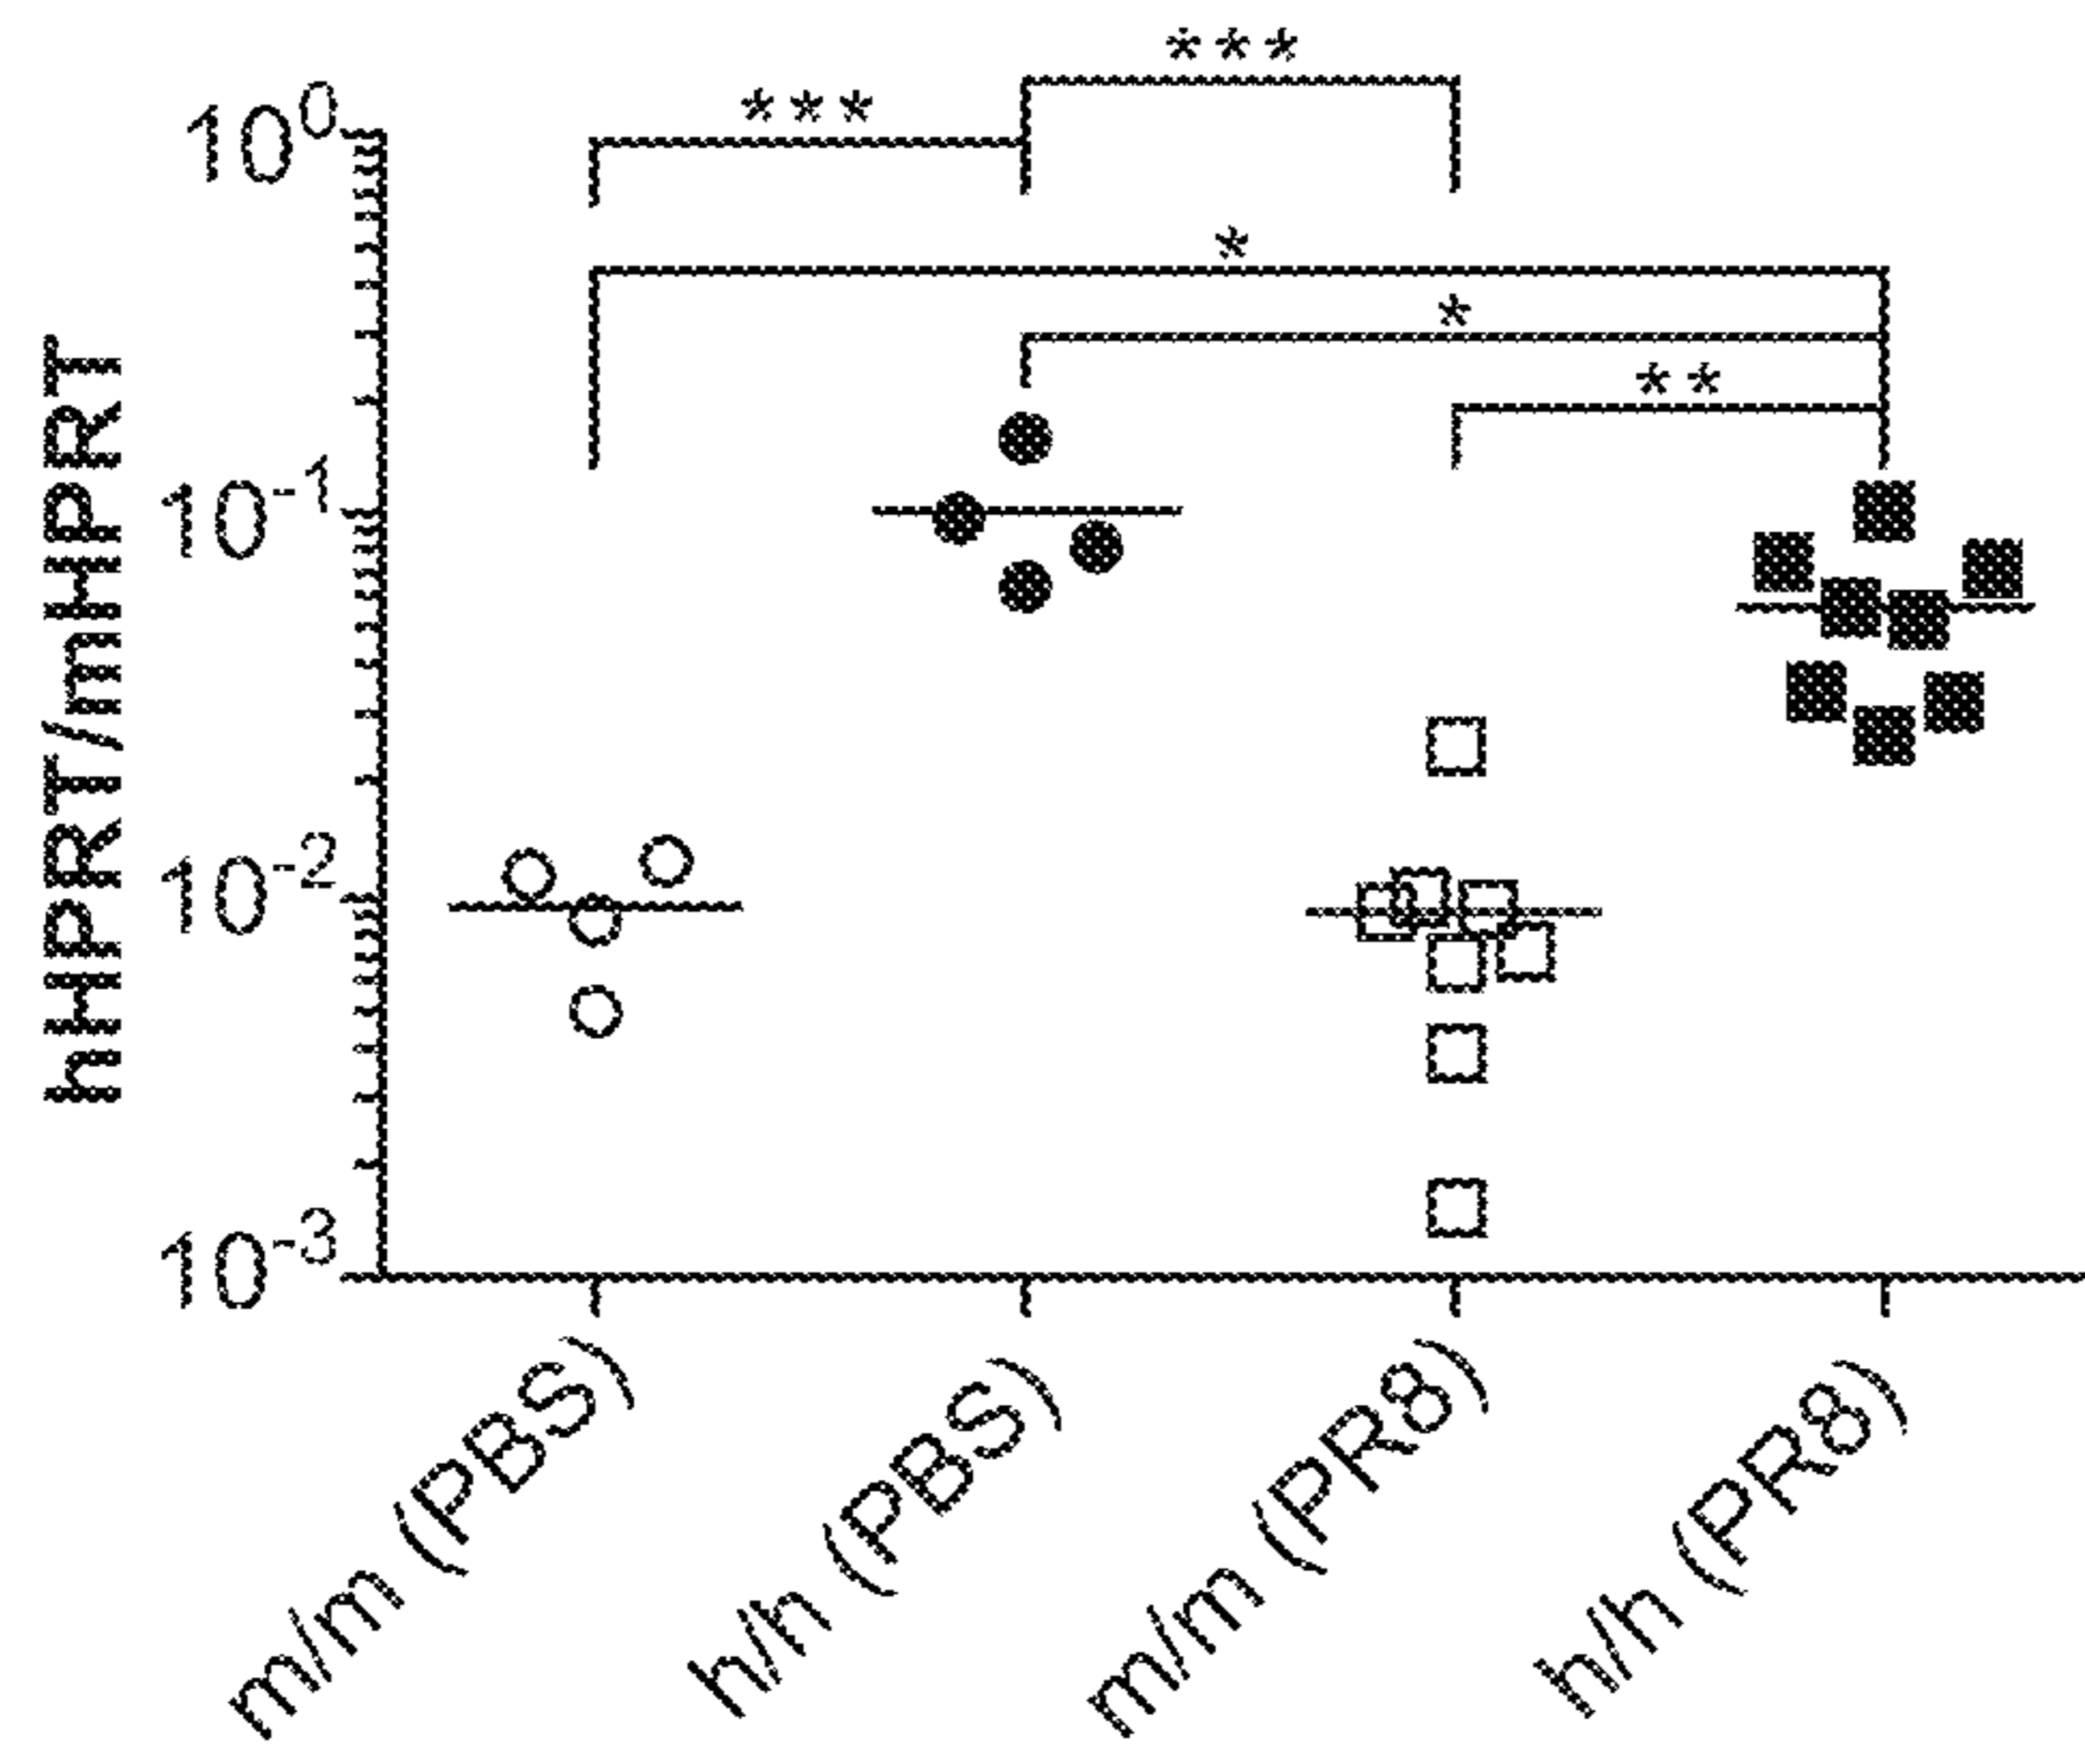 ***
***
10⁰
*
*
**
10⁻¹
hHPRT/mHPRT
10⁻²
10⁻³
m/m (PBS)
h/h (PBS)
m/m (PR8)
h/h (PR8)